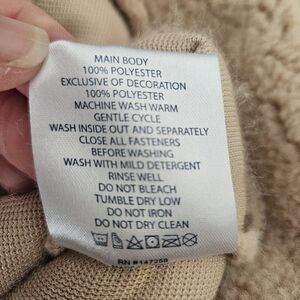 MAIN BODY
100% POLYESTER
EXCLUSIVE OF DECORATION
100% POLYESTER
MACHINE WASH WARM
GENTLE CYCLE
WASH INSIDE OUT AND SEPARATELY
CLOSE ALL FASTENERS
BEFORE WASHING
WASH WITH MILD DETERGENT
RINSE WELL
DO NOT BLEACH
TUMBLE DRY LOW
DO NOT IRON
DO NOT DRY CLEAN
RN #147258